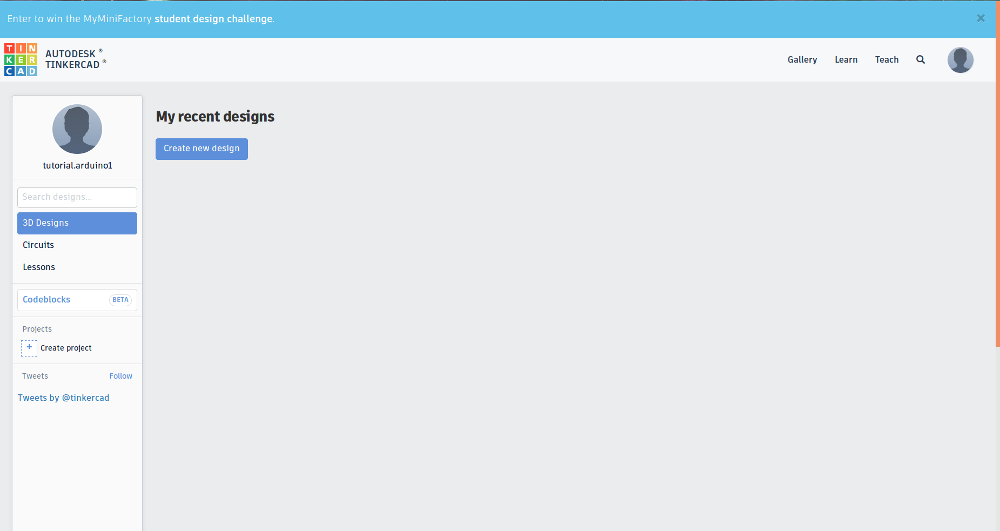 Enter to win the MyMiniFactory student design challenge.
TIN
KER
CAD
AUTODESK ®
TINKERCAD ®
Gallery Learn Teach
tutorial.arduino1
Search designs...
3D Designs
Circuits
Lessons
Codeblocks BETA
Projects
+ Create project
Tweets Follow
Tweets by @tinkercad
My recent designs
Create new design